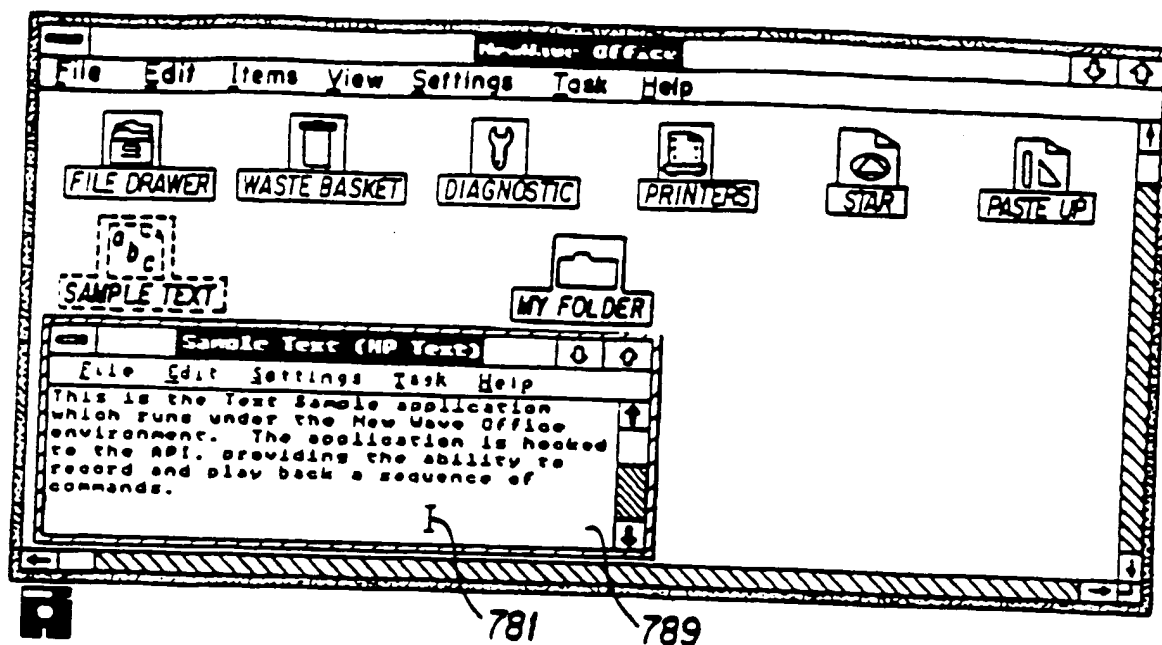 NewWave Office
File Edit Items View Settings Task Help
FILE DRAWER WASTE BASKET DIAGNOSTIC PRINTERS STAR PASTE UP
a b c
SAMPLE TEXT MY FOLDER
Sample Text (HP Text)
File Edit Settings Task Help
This is the Text Sample application
which runs under the New Wave Office
environment. The application is hooked
to the API, providing the ability to
record and play back a sequence of
commands.
781 789